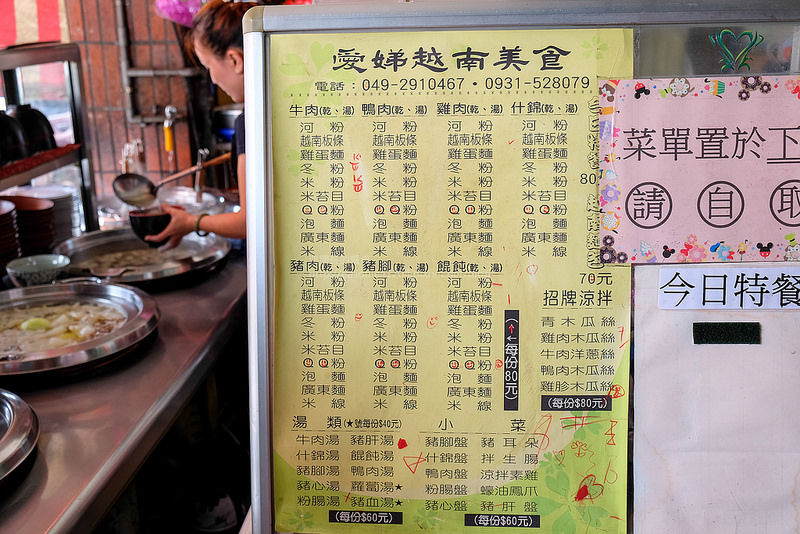 愛娣越南美食
電話：049-2910467・0931-528079
牛肉(乾、湯) 鴨肉(乾、湯) 雞肉(乾、湯) 什錦(乾、湯)
河粉 河粉 河粉 河粉
越南板條 越南板條 越南板條 越南板條
雞蛋麵 雞蛋麵 雞蛋麵 雞蛋麵
冬粉 冬粉 冬粉 冬粉
米粉 米粉 米粉 米粉 80
米苔目 米苔目 米苔目 米苔目
粉 粉 粉 粉
泡麵 泡麵 泡麵 泡麵
廣東麵 廣東麵 廣東麵 廣東麵
米線 米線 米線 米線
豬肉(乾、湯) 豬腳(乾、湯) 餛飩(乾、湯)
河粉 河粉 河粉
越南板條 越南板條 越南板條
雞蛋麵 雞蛋麵 雞蛋麵
冬粉 冬粉 冬粉
米粉 米粉 米粉
米苔目 米苔目 米苔目
粉 粉 粉
泡麵 泡麵 泡麵
廣東麵 廣東麵 廣東麵
米線 米線 米線
(↑←每份80元)
70元
招牌涼拌
青木瓜絲
雞肉木瓜絲
牛肉洋蔥絲
鴨肉木瓜絲
雞胗木瓜絲
(每份$80元)
湯類(★號每份$40元)
牛肉湯 豬肝湯
什錦湯 餛飩湯
豬腳湯 鴨肉湯
豬心湯 蘿蔔湯★
粉腸湯 豬血湯★
(每份$60元)
小菜
豬腳盤 豬耳朵
什錦盤 拌生腸
鴨肉盤 涼拌素雞
粉腸盤 蠔油鳳爪
豬心盤 豬肝盤
(每份$60元)
菜單置於下
請自取
今日特餐